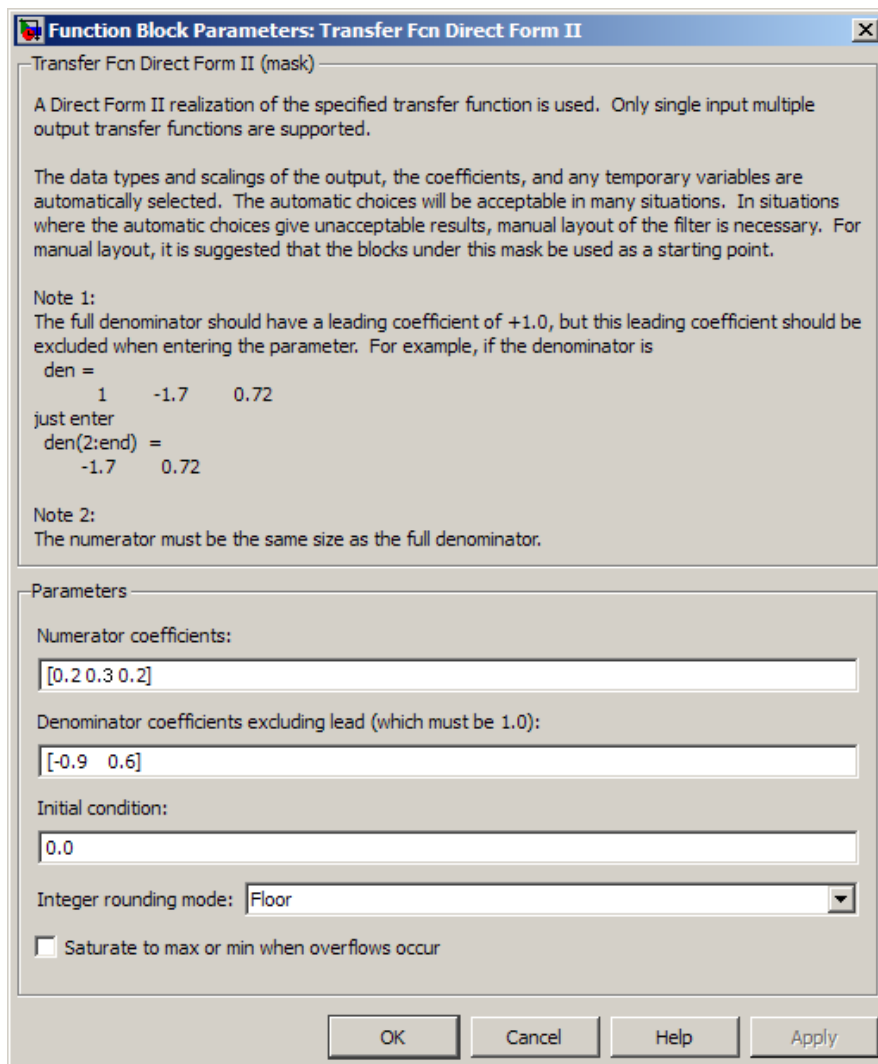 Function Block Parameters: Transfer Fcn Direct Form II
Transfer Fcn Direct Form II (mask)
A Direct Form II realization of the specified transfer function is used.  Only single input multiple
output transfer functions are supported.
The data types and scalings of the output, the coefficients, and any temporary variables are
automatically selected.  The automatic choices will be acceptable in many situations.  In situations
where the automatic choices give unacceptable results, manual layout of the filter is necessary.  For
manual layout, it is suggested that the blocks under this mask be used as a starting point.
Note 1:
The full denominator should have a leading coefficient of +1.0, but this leading coefficient should be
excluded when entering the parameter.  For example, if the denominator is
den =
1 -1.7 0.72
just enter
den(2:end) =
-1.7 0.72
Note 2:
The numerator must be the same size as the full denominator.
Parameters
Numerator coefficients:
[0.2 0.3 0.2]
Denominator coefficients excluding lead (which must be 1.0):
[-0.9 0.6]
Initial condition:
0.0
Integer rounding mode: Floor
Saturate to max or min when overflows occur
OK Cancel Help Apply